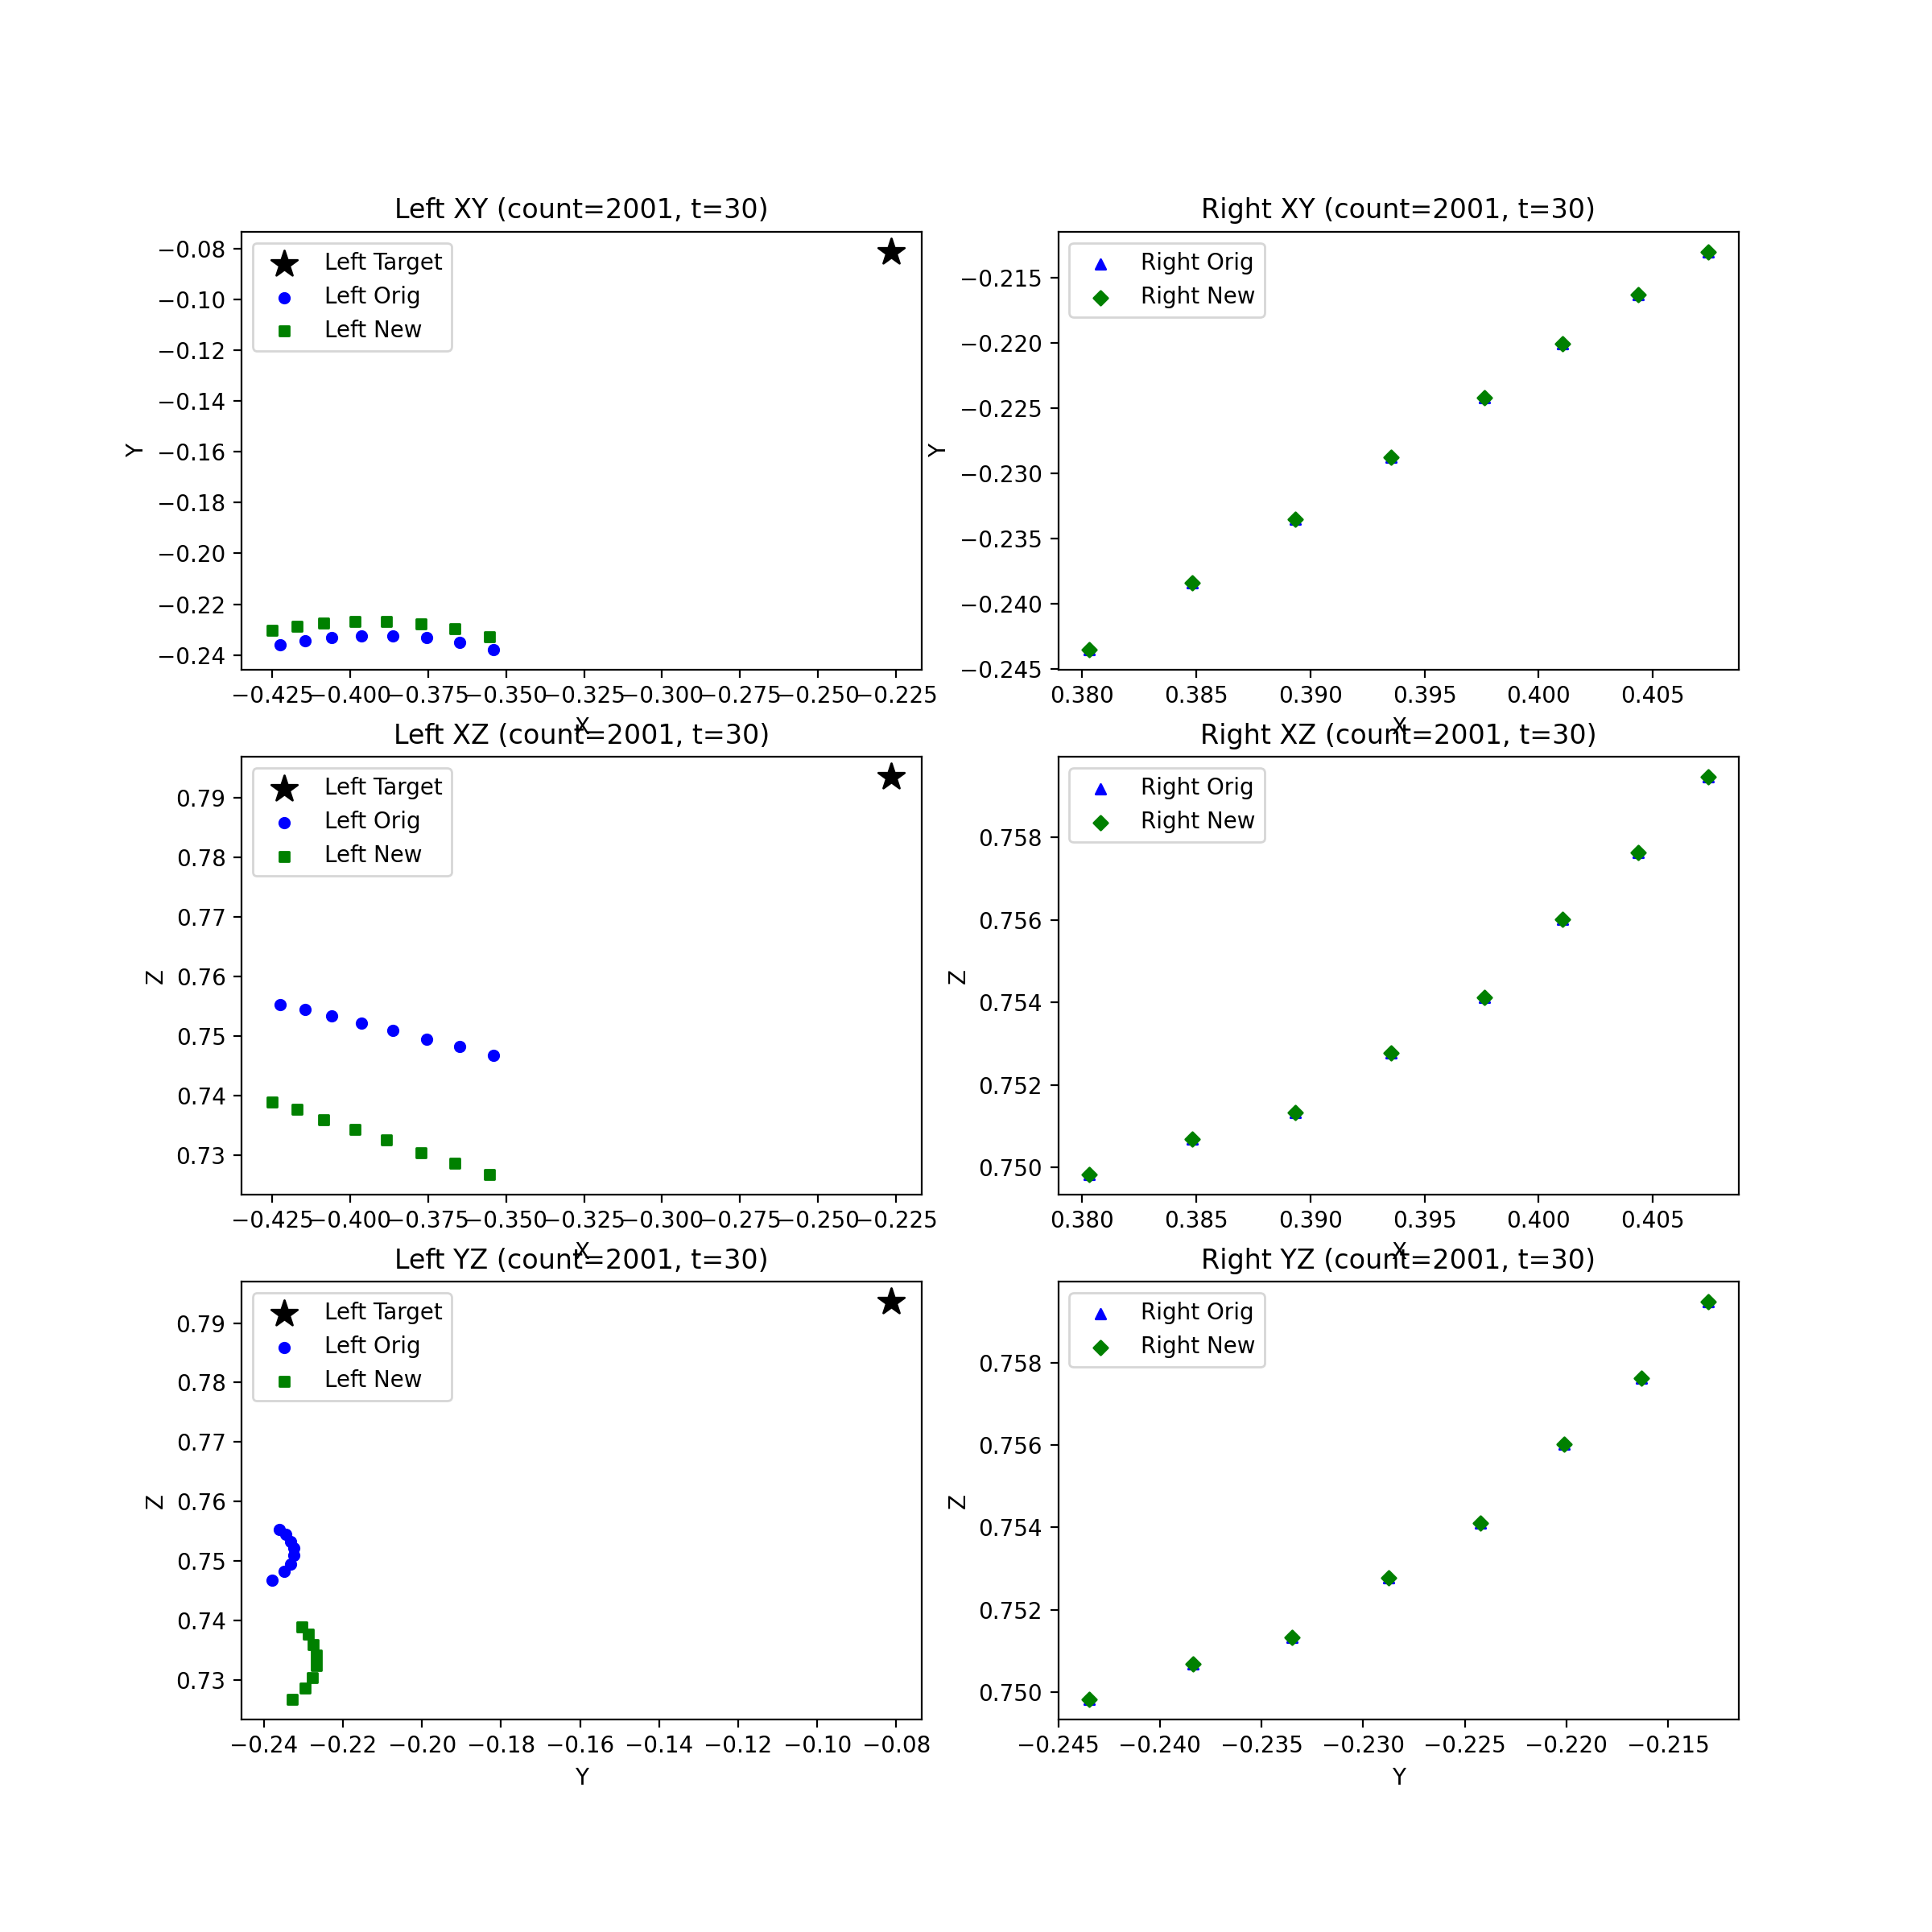 Left XY (count=2001, t=30)
Left Target
Left Orig
Left New
Y
−0.08
−0.10
−0.12
−0.14
−0.16
−0.18
−0.20
−0.22
−0.24
−0.425 −0.400 −0.375 −0.350 −0.325 −0.300 −0.275 −0.250 −0.225
X
Right XY (count=2001, t=30)
Right Orig
Right New
Y
−0.215
−0.220
−0.225
−0.230
−0.235
−0.240
−0.245
0.380 0.385 0.390 0.395 0.400 0.405
X
Left XZ (count=2001, t=30)
Left Target
Left Orig
Left New
Z
0.79
0.78
0.77
0.76
0.75
0.74
0.73
−0.425 −0.400 −0.375 −0.350 −0.325 −0.300 −0.275 −0.250 −0.225
X
Right XZ (count=2001, t=30)
Right Orig
Right New
Z
0.758
0.756
0.754
0.752
0.750
0.380 0.385 0.390 0.395 0.400 0.405
X
Left YZ (count=2001, t=30)
Left Target
Left Orig
Left New
Z
0.79
0.78
0.77
0.76
0.75
0.74
0.73
−0.24 −0.22 −0.20 −0.18 −0.16 −0.14 −0.12 −0.10 −0.08
Y
Right YZ (count=2001, t=30)
Right Orig
Right New
Z
0.758
0.756
0.754
0.752
0.750
−0.245 −0.240 −0.235 −0.230 −0.225 −0.220 −0.215
Y